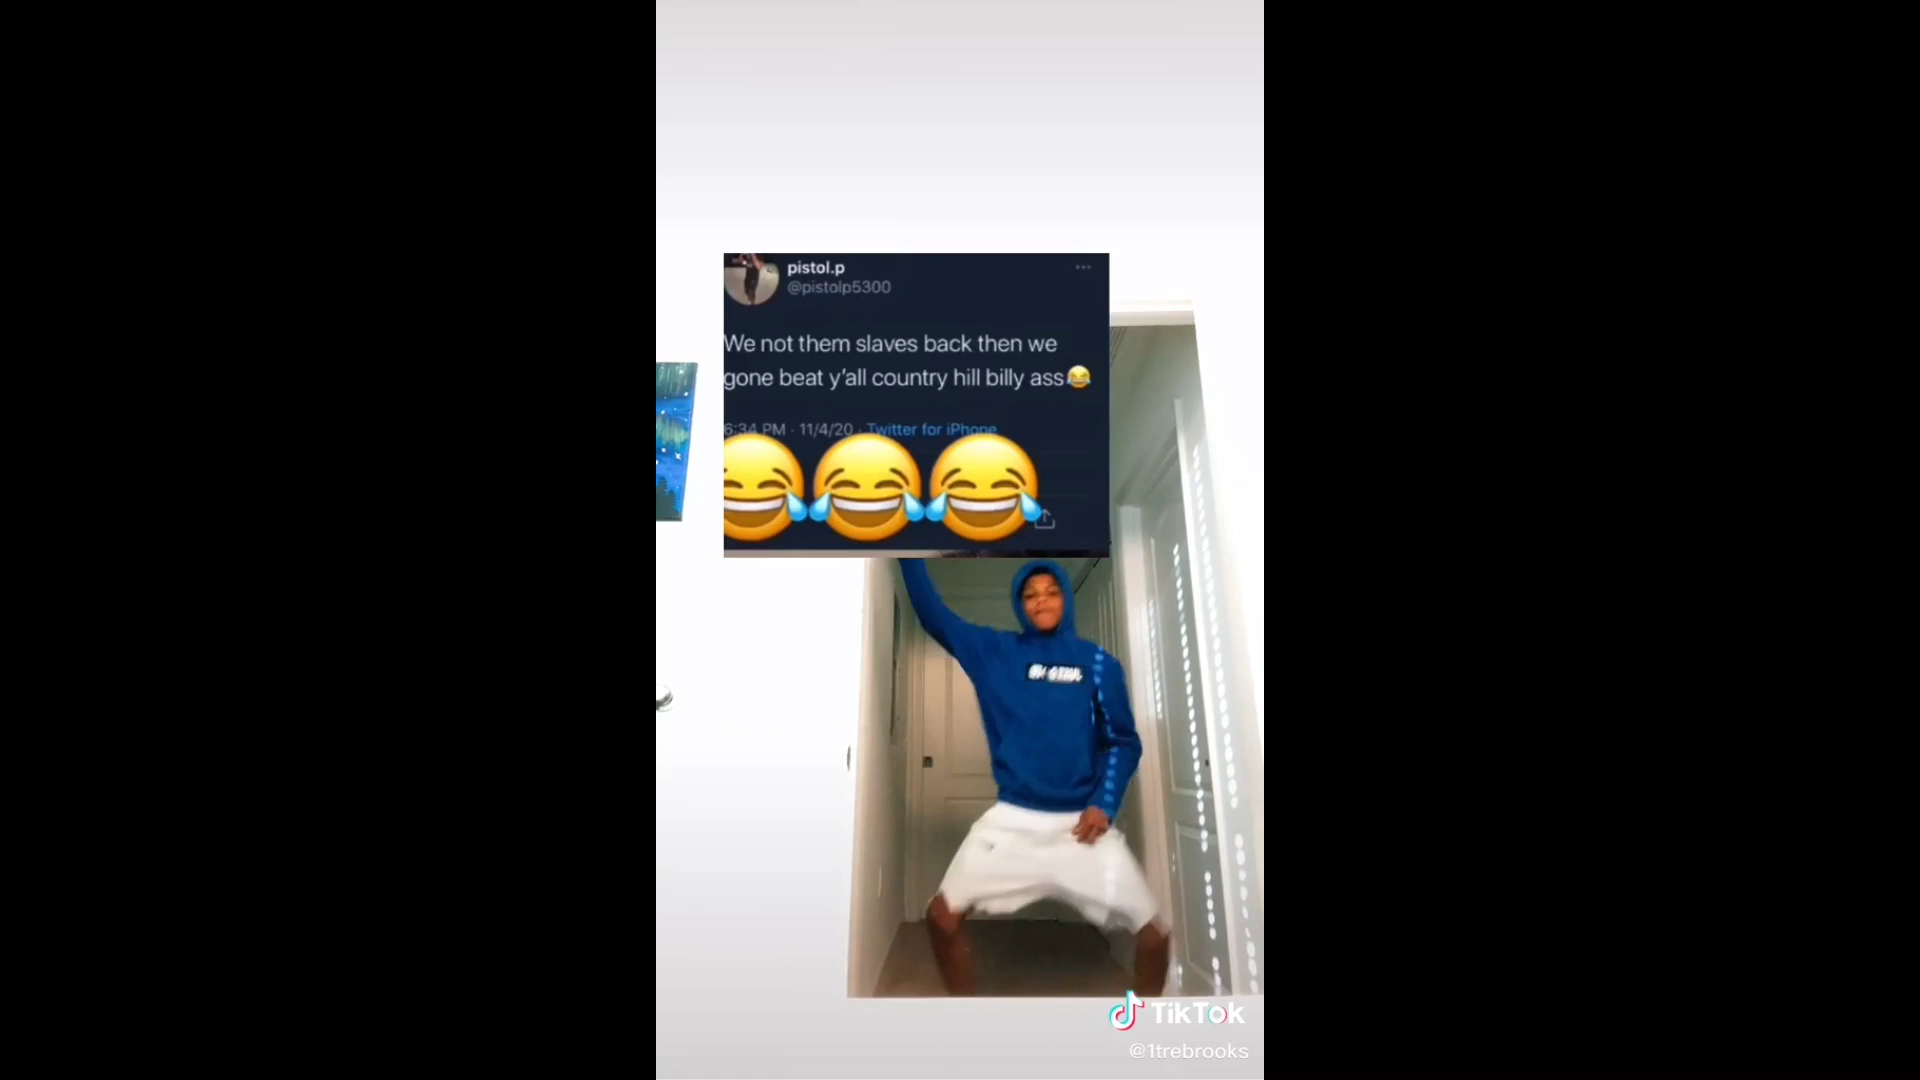 pistol.p
@pistolp5300
We not them slaves back then we
gone beat y'all country hill billy ass😂
6:34 PM · 11/4/20 · Twitter for iPhone
😂😂😂
TikTok
@1trebrooks